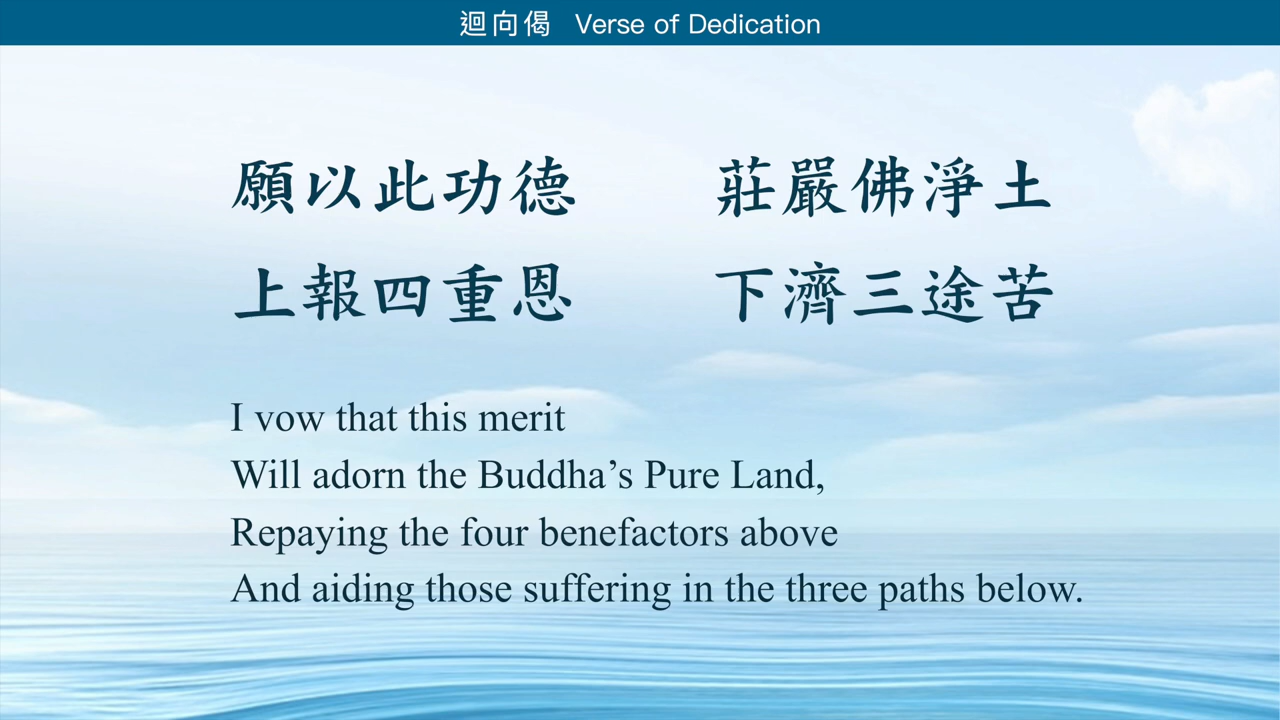 迴向偈 Verse of Dedication
願以此功德 莊嚴佛淨土
上報四重恩 下濟三途苦
I vow that this merit
Will adorn the Buddha’s Pure Land,
Repaying the four benefactors above
And aiding those suffering in the three paths below.